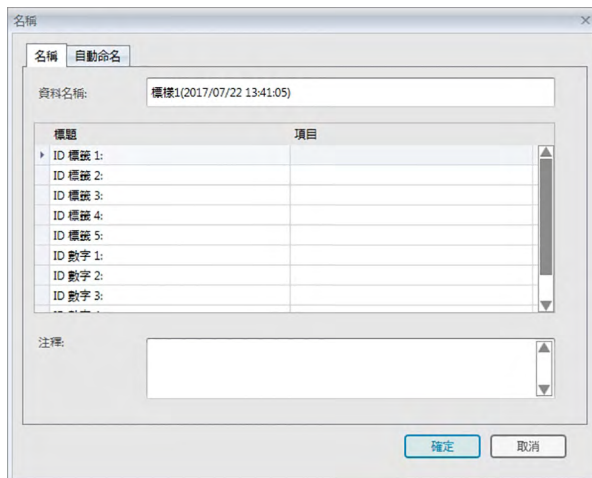 名稱
名稱 自動命名
資料名稱: 標樣1(2017/07/22 13:41:05)
標題 項目
ID 標籤 1:
ID 標籤 2:
ID 標籤 3:
ID 標籤 4:
ID 標籤 5:
ID 數字 1:
ID 數字 2:
ID 數字 3:
注釋:
確定 取消